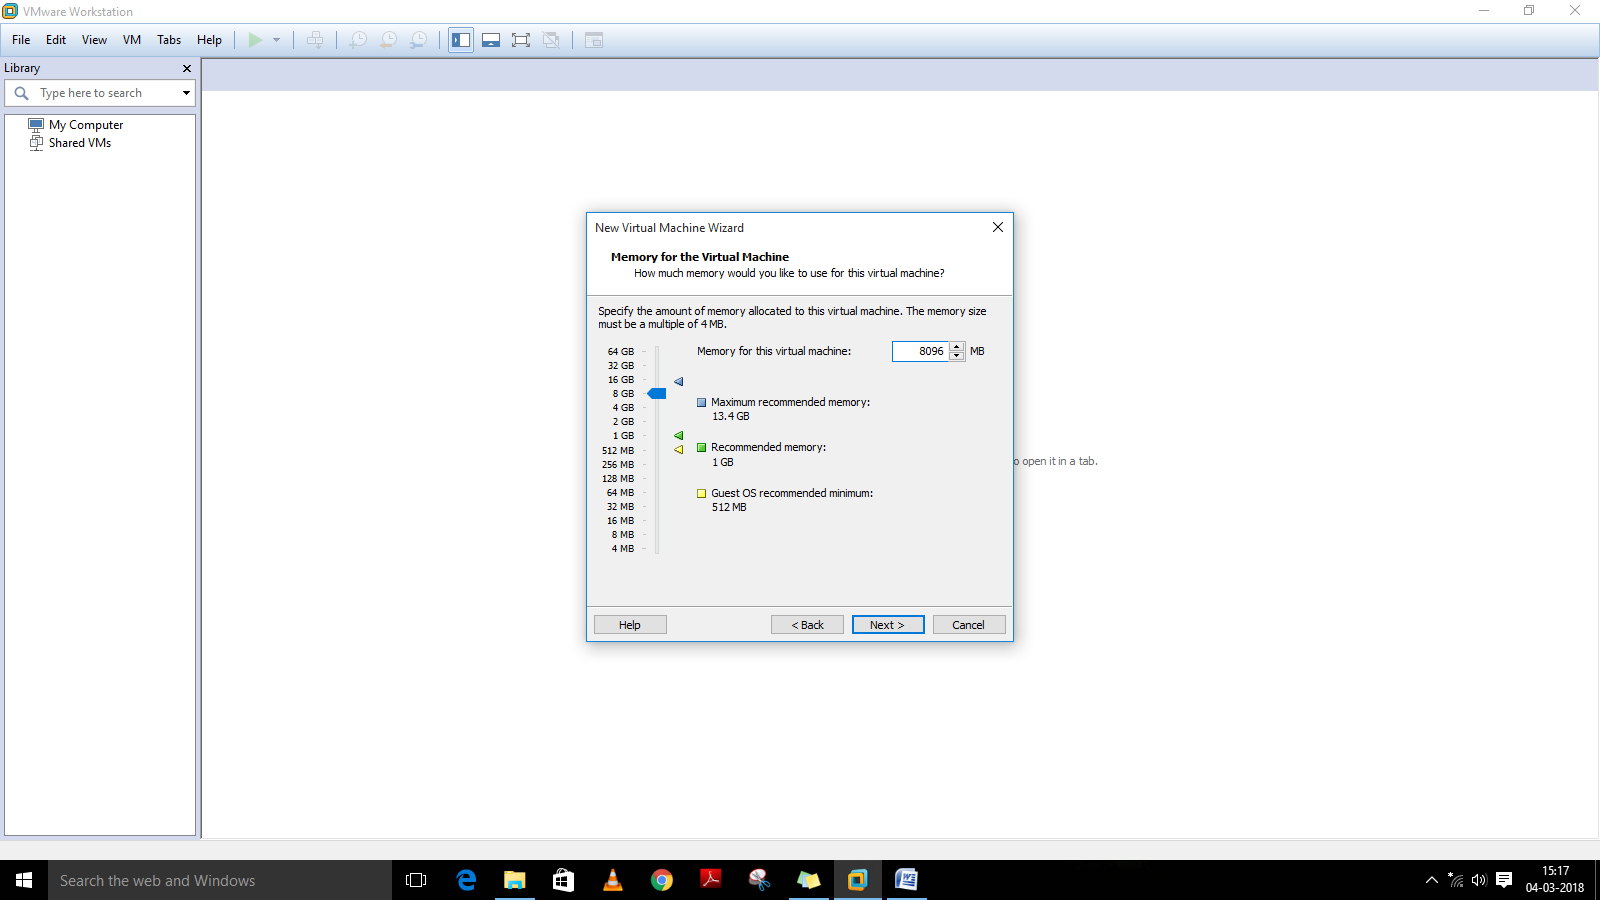 VMware Workstation
File Edit View VM Tabs Help
Library
Type here to search
My Computer
Shared VMs
New Virtual Machine Wizard
Memory for the Virtual Machine
How much memory would you like to use for this virtual machine?
Specify the amount of memory allocated to this virtual machine. The memory size
must be a multiple of 4 MB.
64 GB
32 GB
16 GB
8 GB
4 GB
2 GB
1 GB
512 MB
256 MB
128 MB
64 MB
32 MB
16 MB
8 MB
4 MB
Memory for this virtual machine: 8096 MB
Maximum recommended memory:
13.4 GB
Recommended memory:
1 GB
Guest OS recommended minimum:
512 MB
o open it in a tab.
Help < Back Next > Cancel
Search the web and Windows
15:17
04-03-2018